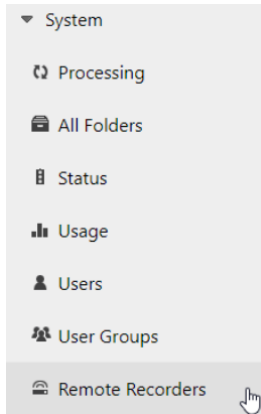 System
Processing
All Folders
Status
Usage
Users
User Groups
Remote Recorders